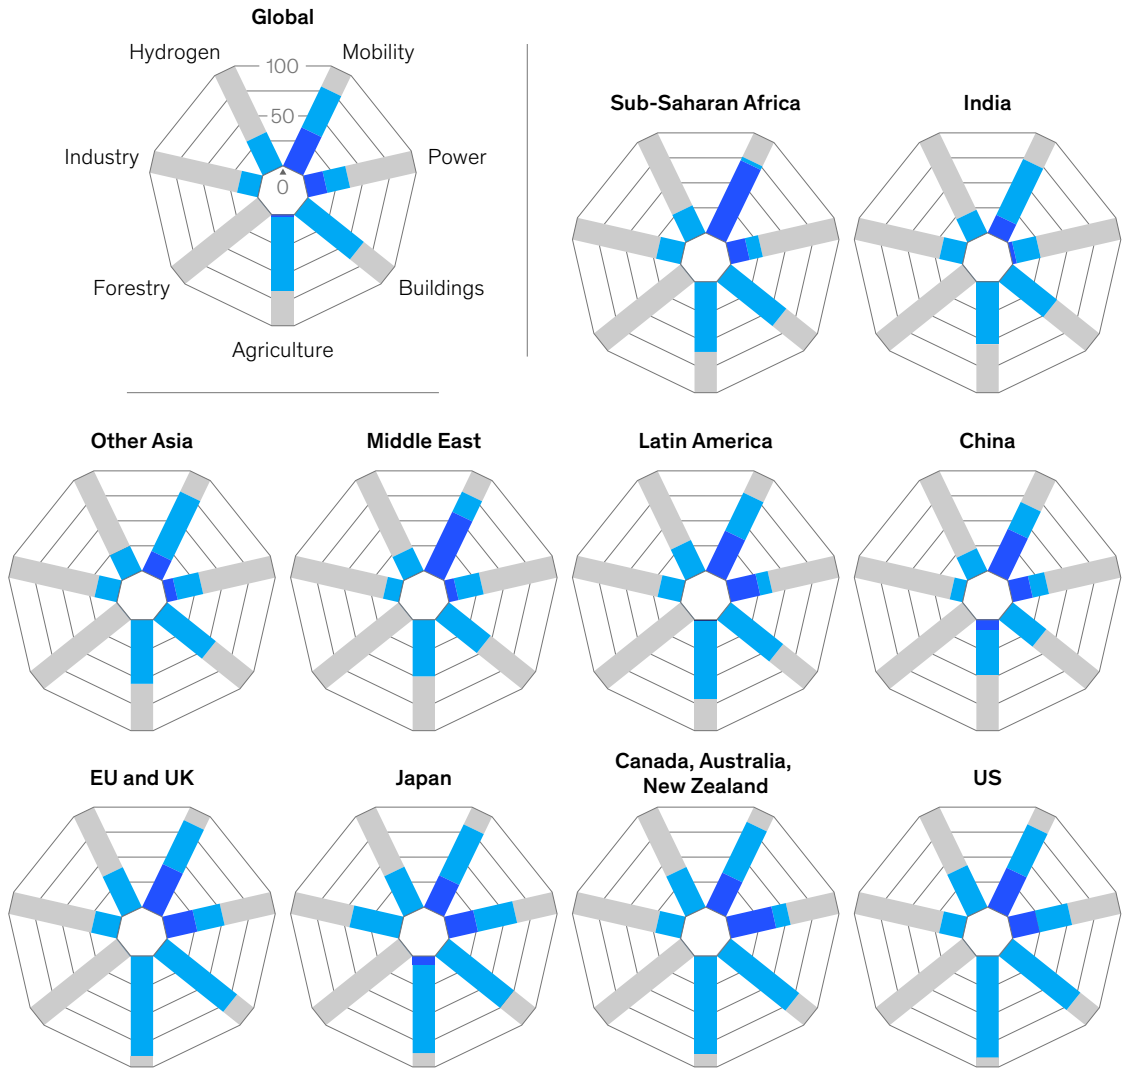 Global
Hydrogen
Mobility
100
50
Industry
Power
0
Forestry
Buildings
Agriculture
Sub-Saharan Africa
India
Other Asia
Middle East
Latin America
China
EU and UK
Japan
Canada, Australia,
New Zealand
US